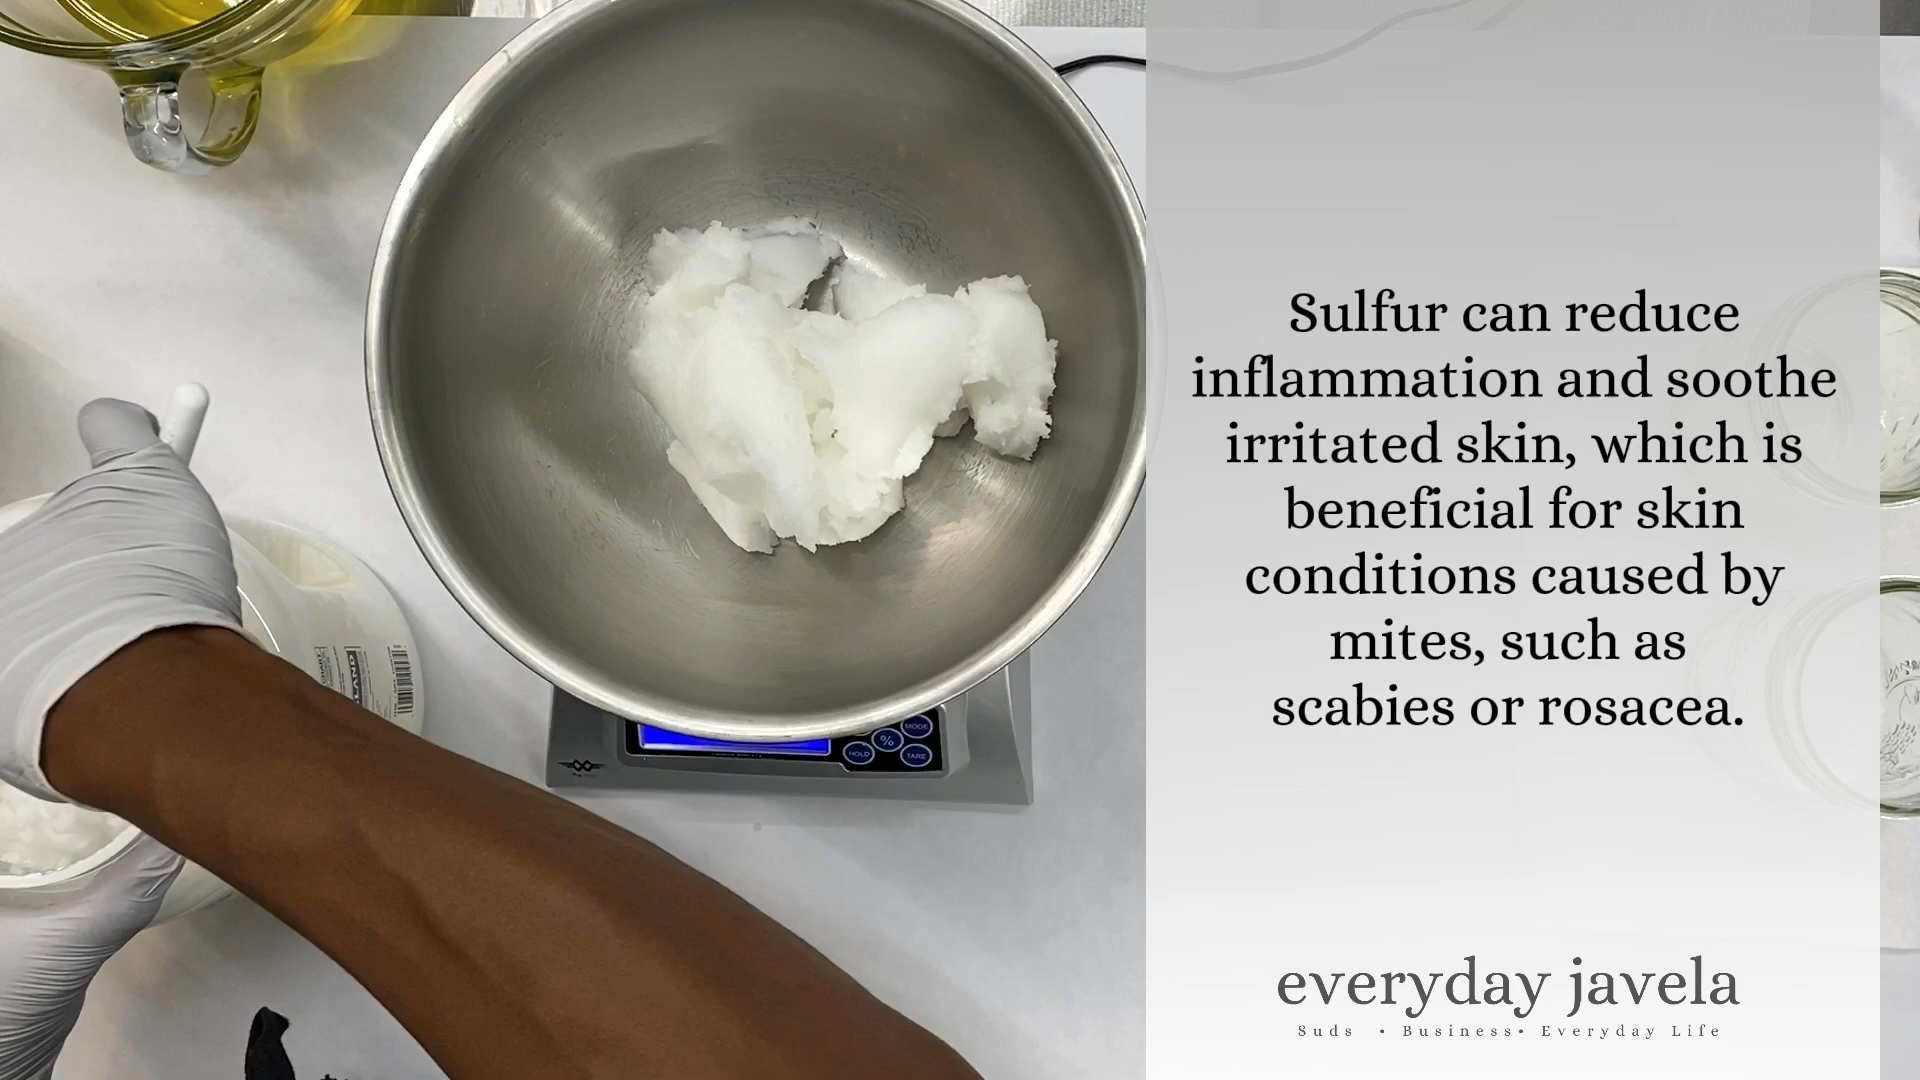 Sulfur can reduce
inflammation and soothe
irritated skin, which is
beneficial for skin
conditions caused by
mites, such as
scabies or rosacea.
everyday javela
Suds • Business • Everyday Life
MODE
%
HOLD
TARE